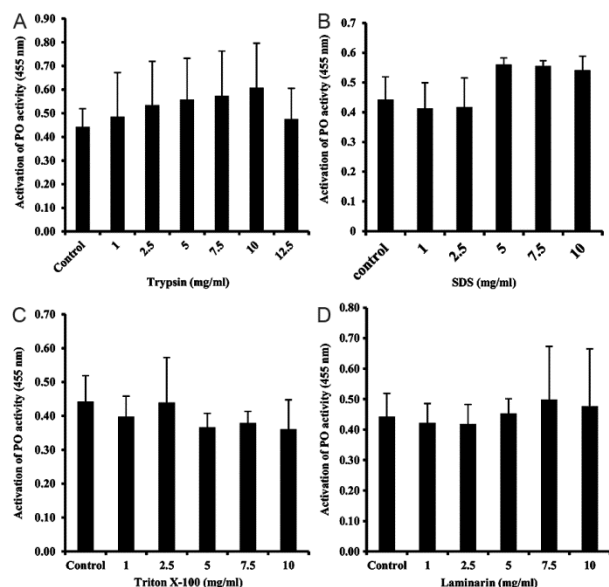 A
Activation of PO activity (455 nm)
0.90
0.80
0.70
0.60
0.50
0.40
0.30
0.20
0.10
0.00
Control 1 2.5 5 7.5 10 12.5
Trypsin (mg/ml)
B
Activation of PO activity (455 nm)
0.7
0.6
0.5
0.4
0.3
0.2
0.1
0
control 1 2.5 5 7.5 10
SDS (mg/ml)
C
Activation of PO activity (455 nm)
0.70
0.60
0.50
0.40
0.30
0.20
0.10
0.00
Control 1 2.5 5 7.5 10
Triton X-100 (mg/ml)
D
Activation of PO activity (455 nm)
0.80
0.70
0.60
0.50
0.40
0.30
0.20
0.10
0.00
Control 1 2.5 5 7.5 10
Laminarin (mg/ml)